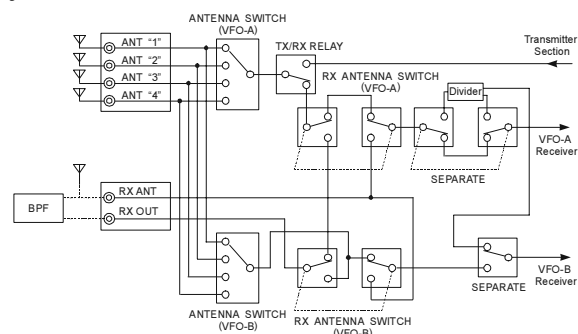 ANTENNA SWITCH
(VFO-A)
ANT “1”
ANT “2”
ANT “3”
ANT “4”
TX/RX RELAY
Transmitter
Section
RX ANTENNA SWITCH
(VFO-A)
Divider
VFO-A
Receiver
SEPARATE
RX ANT
RX OUT
BPF
VFO-B
Receiver
SEPARATE
ANTENNA SWITCH
(VFO-B)
RX ANTENNA SWITCH
(VFO-B)